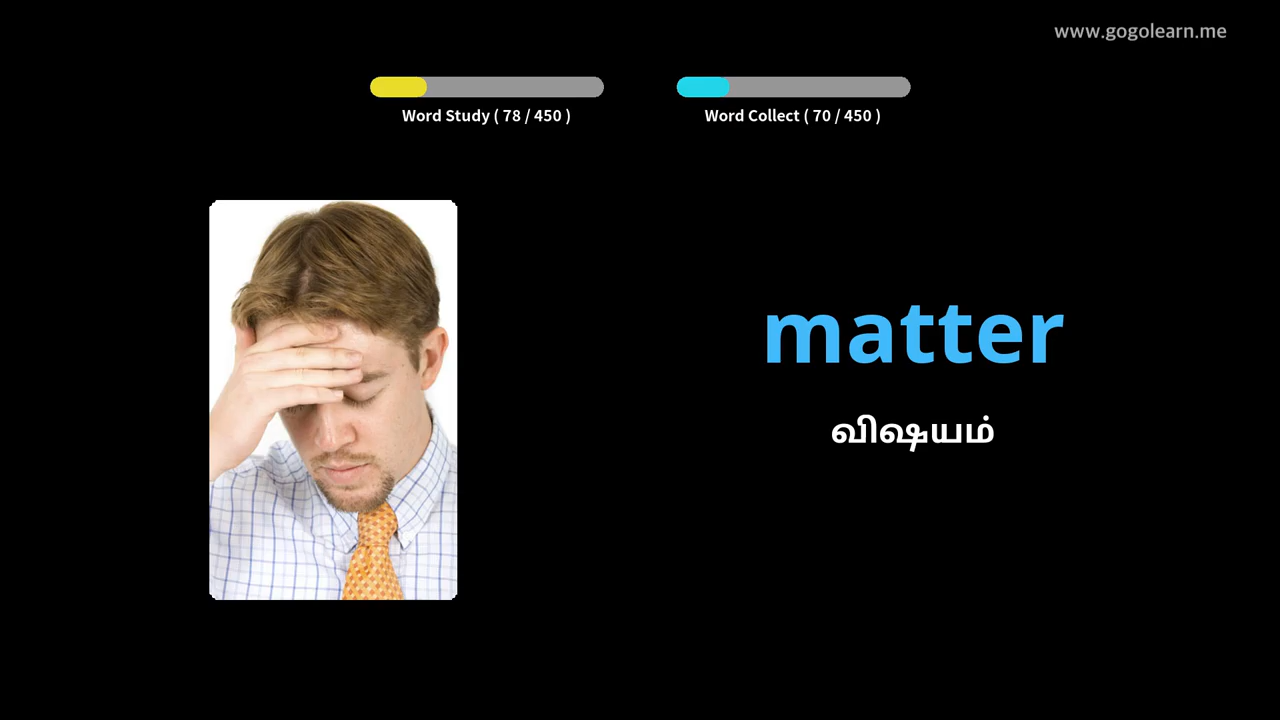 www.gogolearn.me
Word Study ( 78 / 450 )
Word Collect ( 70 / 450 )
matter
விஷயம்